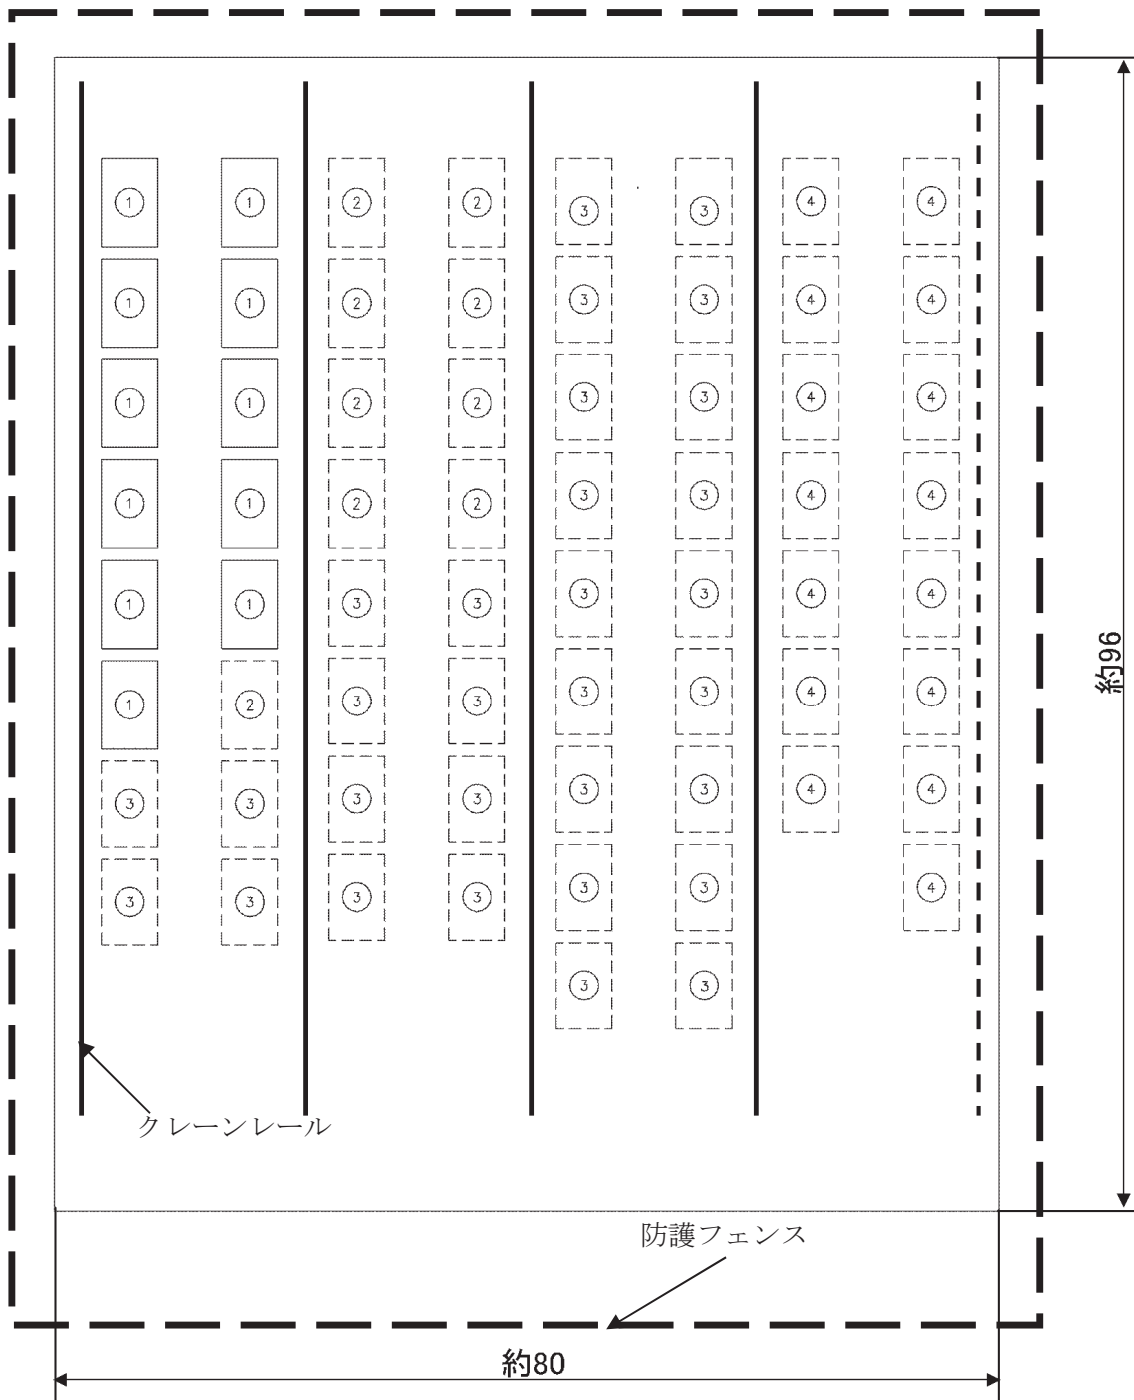 ① ① ② ② ③ ③ ④ ④
① ① ② ② ③ ③ ④ ④
① ① ② ② ③ ③ ④ ④
① ① ② ② ③ ③ ④ ④
① ① ③ ③ ③ ③ ④ ④
① ② ③ ③ ③ ③ ④ ④
③ ③ ③ ③ ③ ③ ④ ④
③ ③ ③ ③ ③ ③ ④
③ ③
約96
クレーンレール
防護フェンス
約80